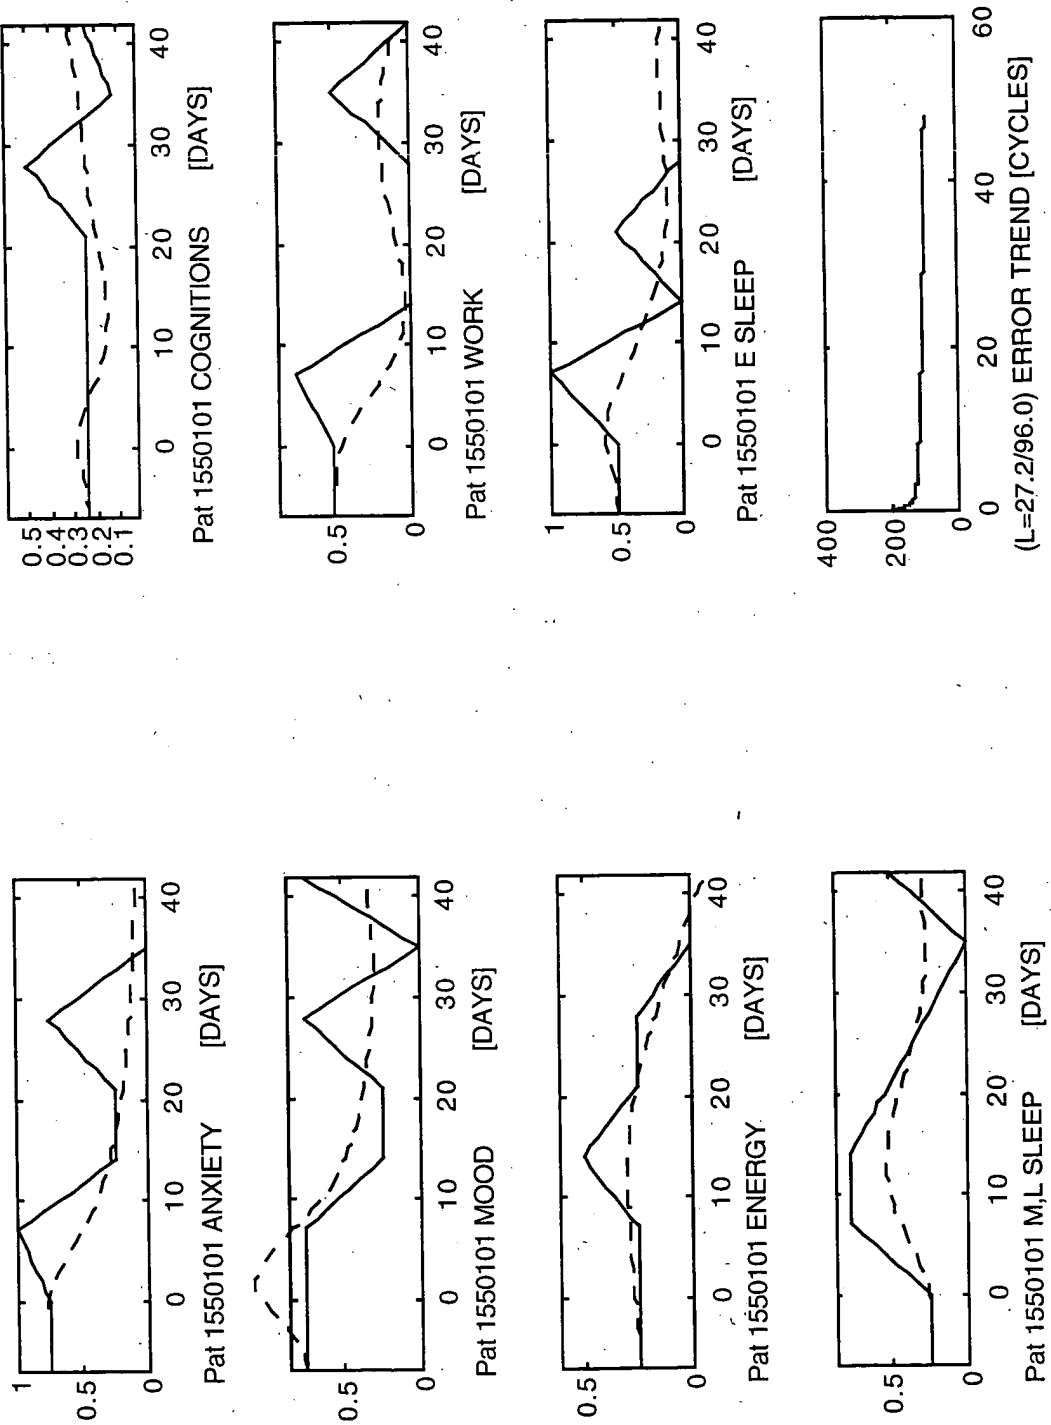 1
0.5
0
0 10 20 30 40
Pat 1550101 ANXIETY [DAYS]
0.5
0.4
0.3
0.2
0.1
0 10 20 30 40
Pat 1550101 COGNITIONS [DAYS]
0.5
0
0 10 20 30 40
Pat 1550101 MOOD [DAYS]
0.5
0
0 10 20 30 40
Pat 1550101 WORK [DAYS]
0.5
0
0 10 20 30 40
Pat 1550101 ENERGY [DAYS]
1
0.5
0
0 10 20 30 40
Pat 1550101 E SLEEP [DAYS]
0.5
0
0 10 20 30 40
Pat 1550101 M,L SLEEP [DAYS]
400
200
0
0 20 40 60
(L=27.2/96.0) ERROR TREND [CYCLES]